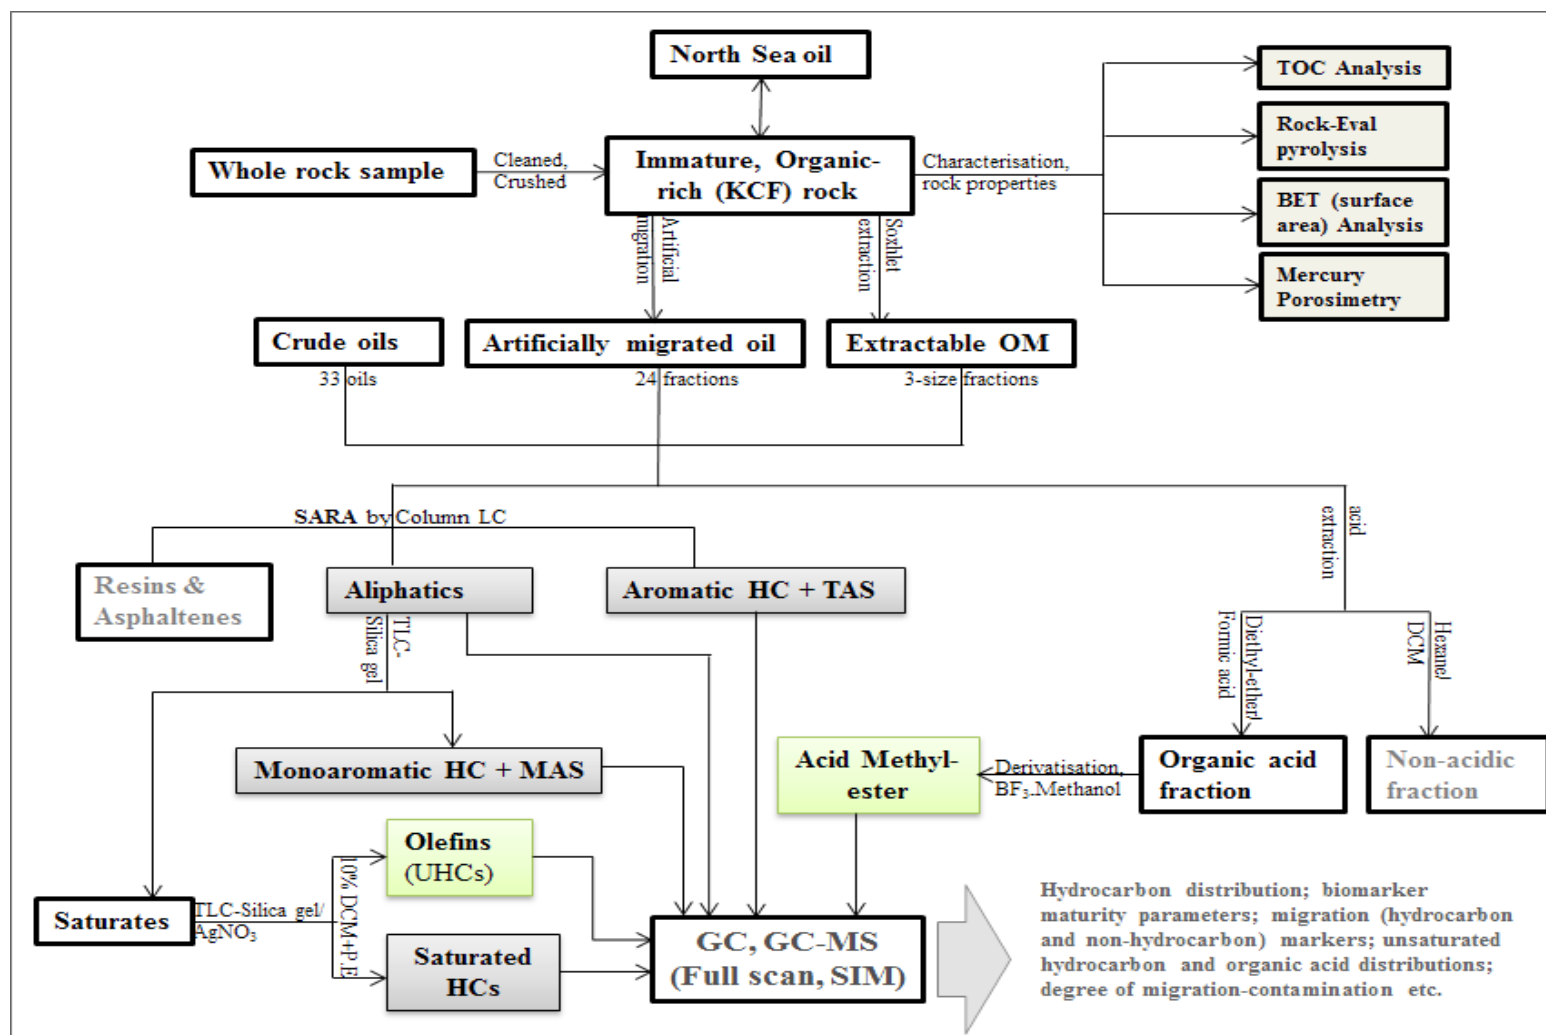 North Sea oil
TOC Analysis
Rock-Eval
pyrolysis
Whole rock sample
Cleaned,
Crushed
Immature, Organic-
rich (KCF) rock
Characterisation,
rock properties
BET (surface
area) Analysis
Mercury
Porosimetry
Artificial
migration
Soxhlet
extraction
Crude oils
Artificially migrated oil
Extractable OM
33 oils
24 fractions
3-size fractions
SARA by Column LC
acid
extraction
Resins &
Asphaltenes
Aliphatics
Aromatic HC + TAS
TLC-
Silica gel
Diethyl-ether/
Formic acid
Hexane/
DCM
Monoaromatic HC + MAS
Acid Methyl-
ester
Derivatisation,
BF₃-Methanol
Organic acid
fraction
Non-acidic
fraction
Olefins
(UHCs)
Saturates
TLC-Silica gel/
AgNO₃
10% DCM+P.E
Saturated
HCs
GC, GC-MS
(Full scan, SIM)
Hydrocarbon distribution; biomarker
maturity parameters; migration (hydrocarbon
and non-hydrocarbon) markers; unsaturated
hydrocarbon and organic acid distributions;
degree of migration-contamination etc.